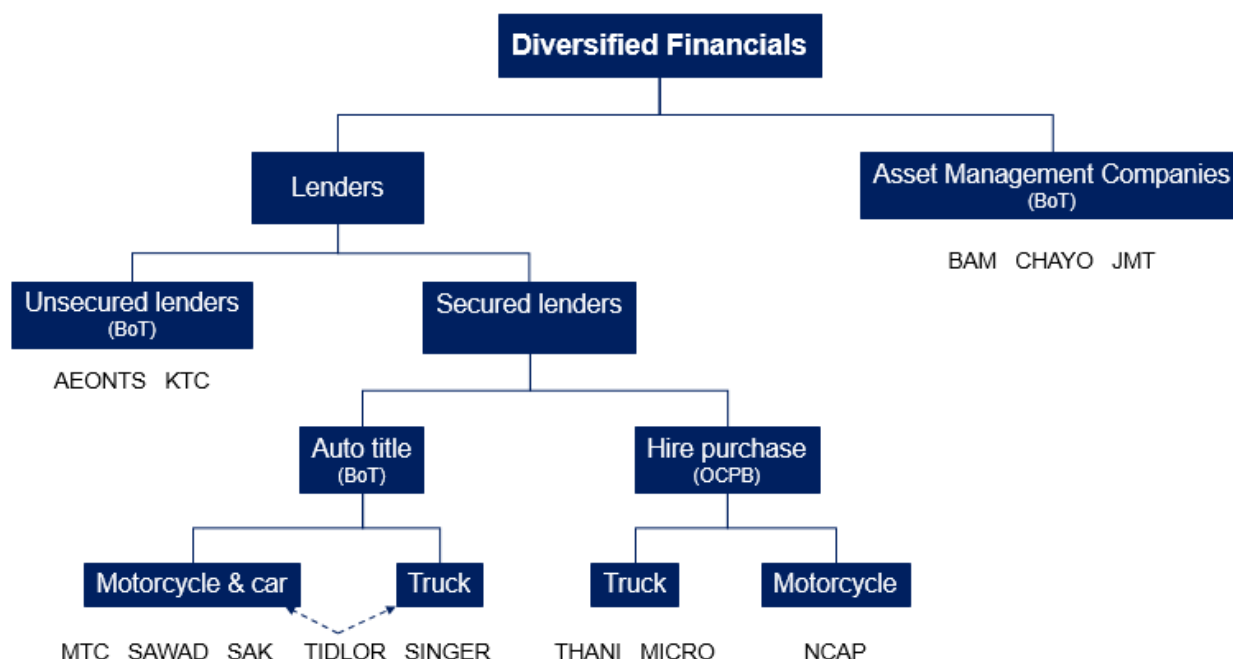 Diversified Financials
Lenders
Asset Management Companies
(BoT)
BAM CHAYO JMT
Unsecured lenders
(BoT)
Secured lenders
AEONTS KTC
Auto title
(BoT)
Hire purchase
(OCPB)
Motorcycle & car
Truck
Truck
Motorcycle
MTC SAWAD SAK TIDLOR SINGER THANI MICRO NCAP